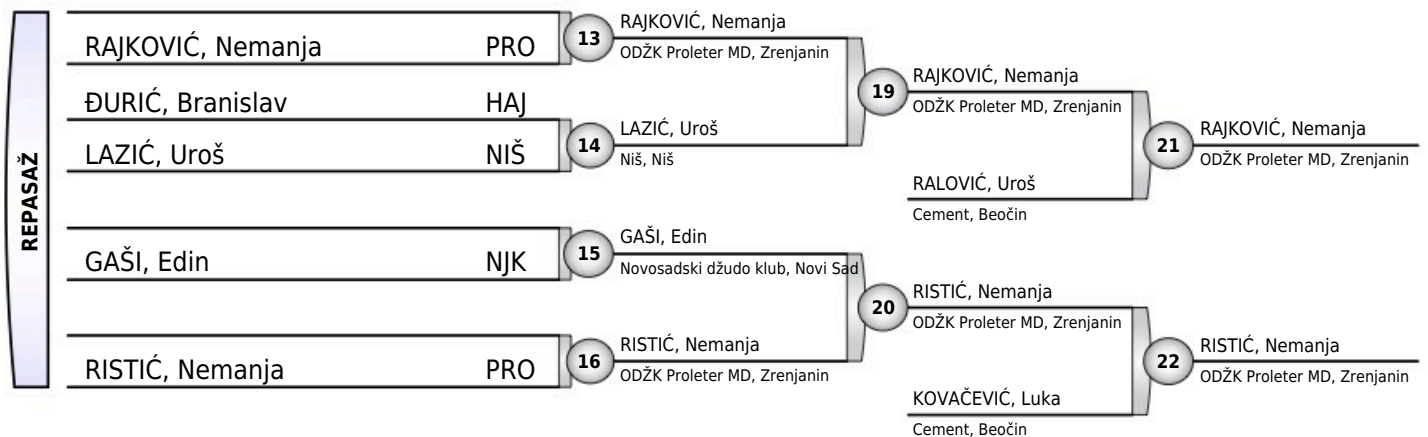 REPASAŽ
RAJKOVIĆ, Nemanja PRO
ĐURIĆ, Branislav HAJ
LAZIĆ, Uroš NIŠ
GAŠI, Edin NJK
RISTIĆ, Nemanja PRO
13
RAJKOVIĆ, Nemanja
ODŽK Proleter MD, Zrenjanin
14
LAZIĆ, Uroš
Niš, Niš
15
GAŠI, Edin
Novosadski džudo klub, Novi Sad
16
RISTIĆ, Nemanja
ODŽK Proleter MD, Zrenjanin
19
RAJKOVIĆ, Nemanja
ODŽK Proleter MD, Zrenjanin
RALOVIĆ, Uroš
Cement, Beočin
20
RISTIĆ, Nemanja
ODŽK Proleter MD, Zrenjanin
KOVAČEVIĆ, Luka
Cement, Beočin
21
RAJKOVIĆ, Nemanja
ODŽK Proleter MD, Zrenjanin
22
RISTIĆ, Nemanja
ODŽK Proleter MD, Zrenjanin